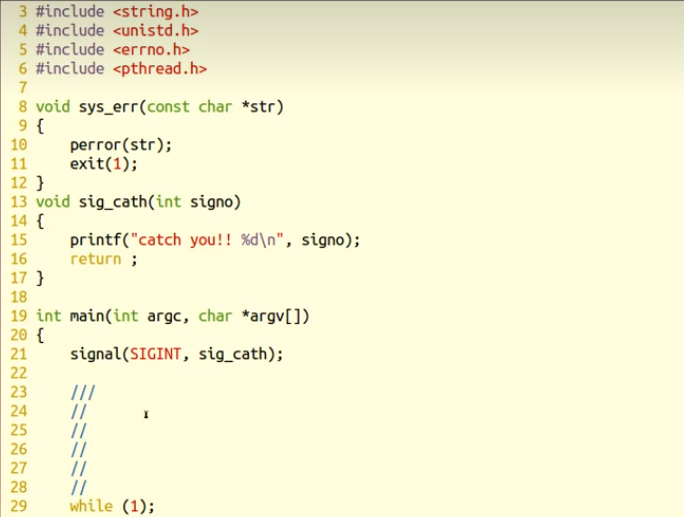 3 #include <string.h>
4 #include <unistd.h>
5 #include <errno.h>
6 #include <pthread.h>
7
8 void sys_err(const char *str)
9 {
10     perror(str);
11     exit(1);
12 }
13 void sig_cath(int signo)
14 {
15     printf("catch you!! %d\n", signo);
16     return ;
17 }
18
19 int main(int argc, char *argv[])
20 {
21     signal(SIGINT, sig_cath);
22
23     ///
24     //
25     //
26     //
27     //
28     //
29     while (1);